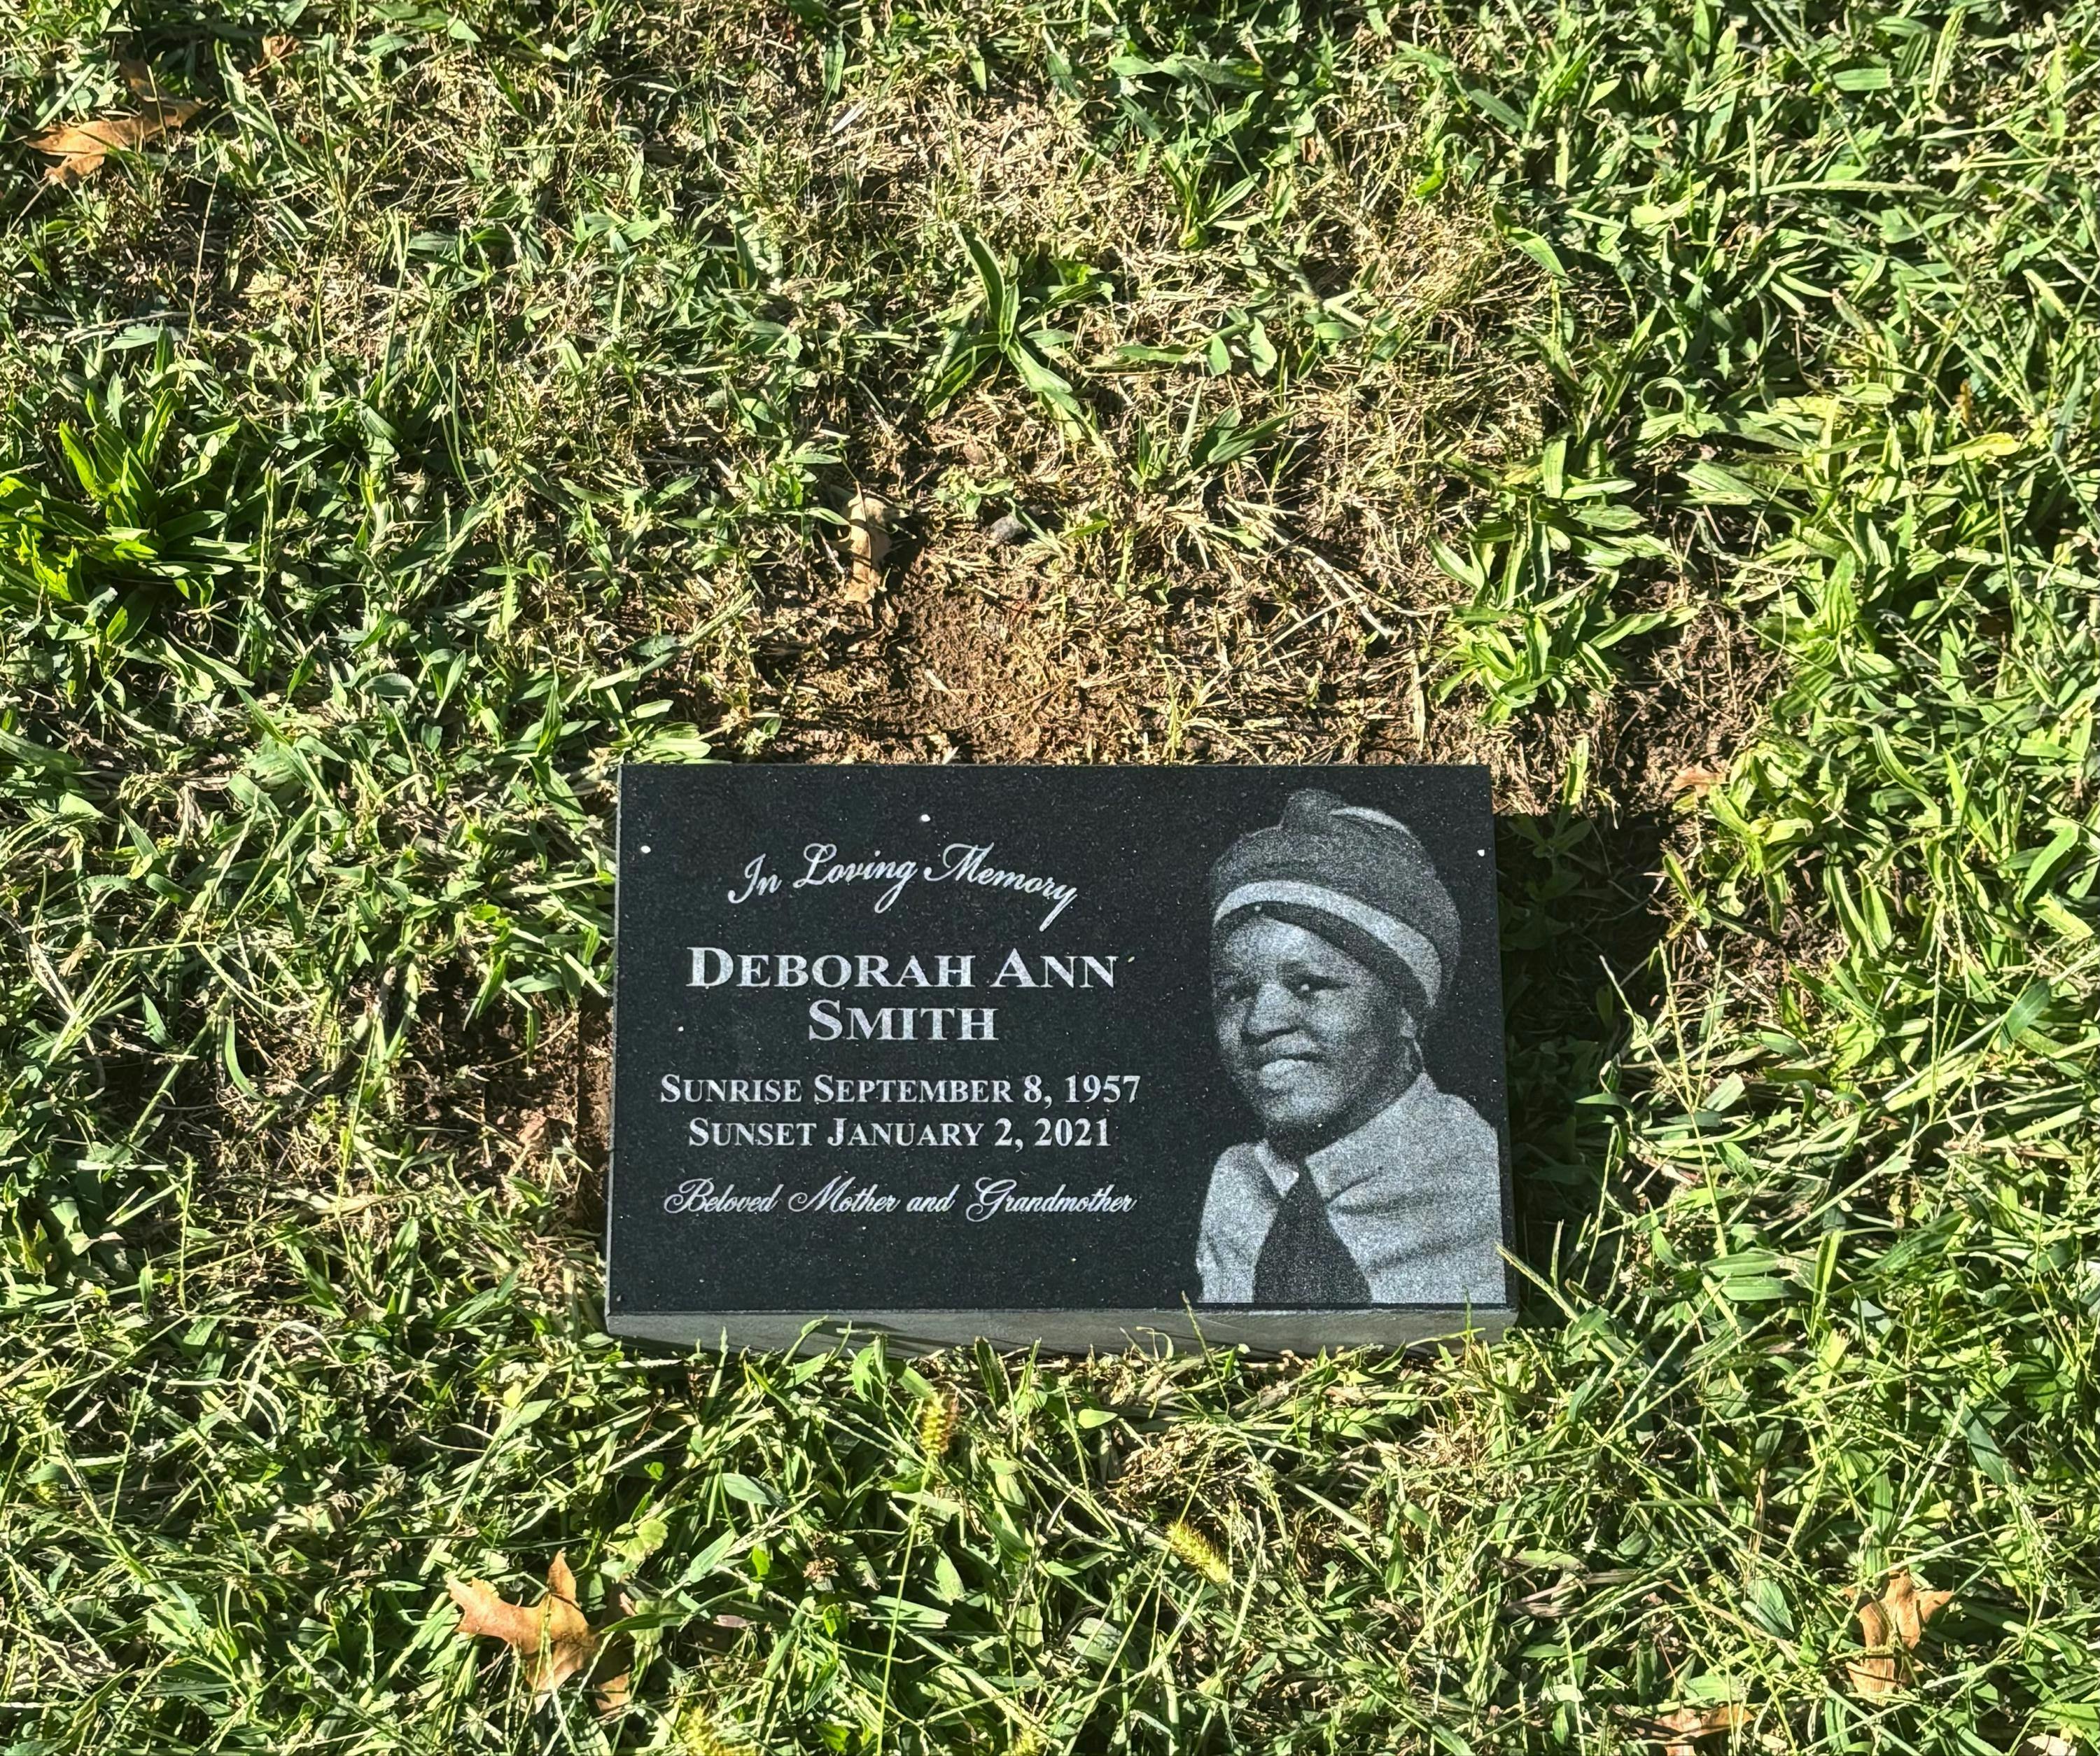 In Loving Memory
DEBORAH ANN
SMITH
SUNRISE SEPTEMBER 8, 1957
SUNSET JANUARY 2, 2021
Beloved Mother and Grandmother